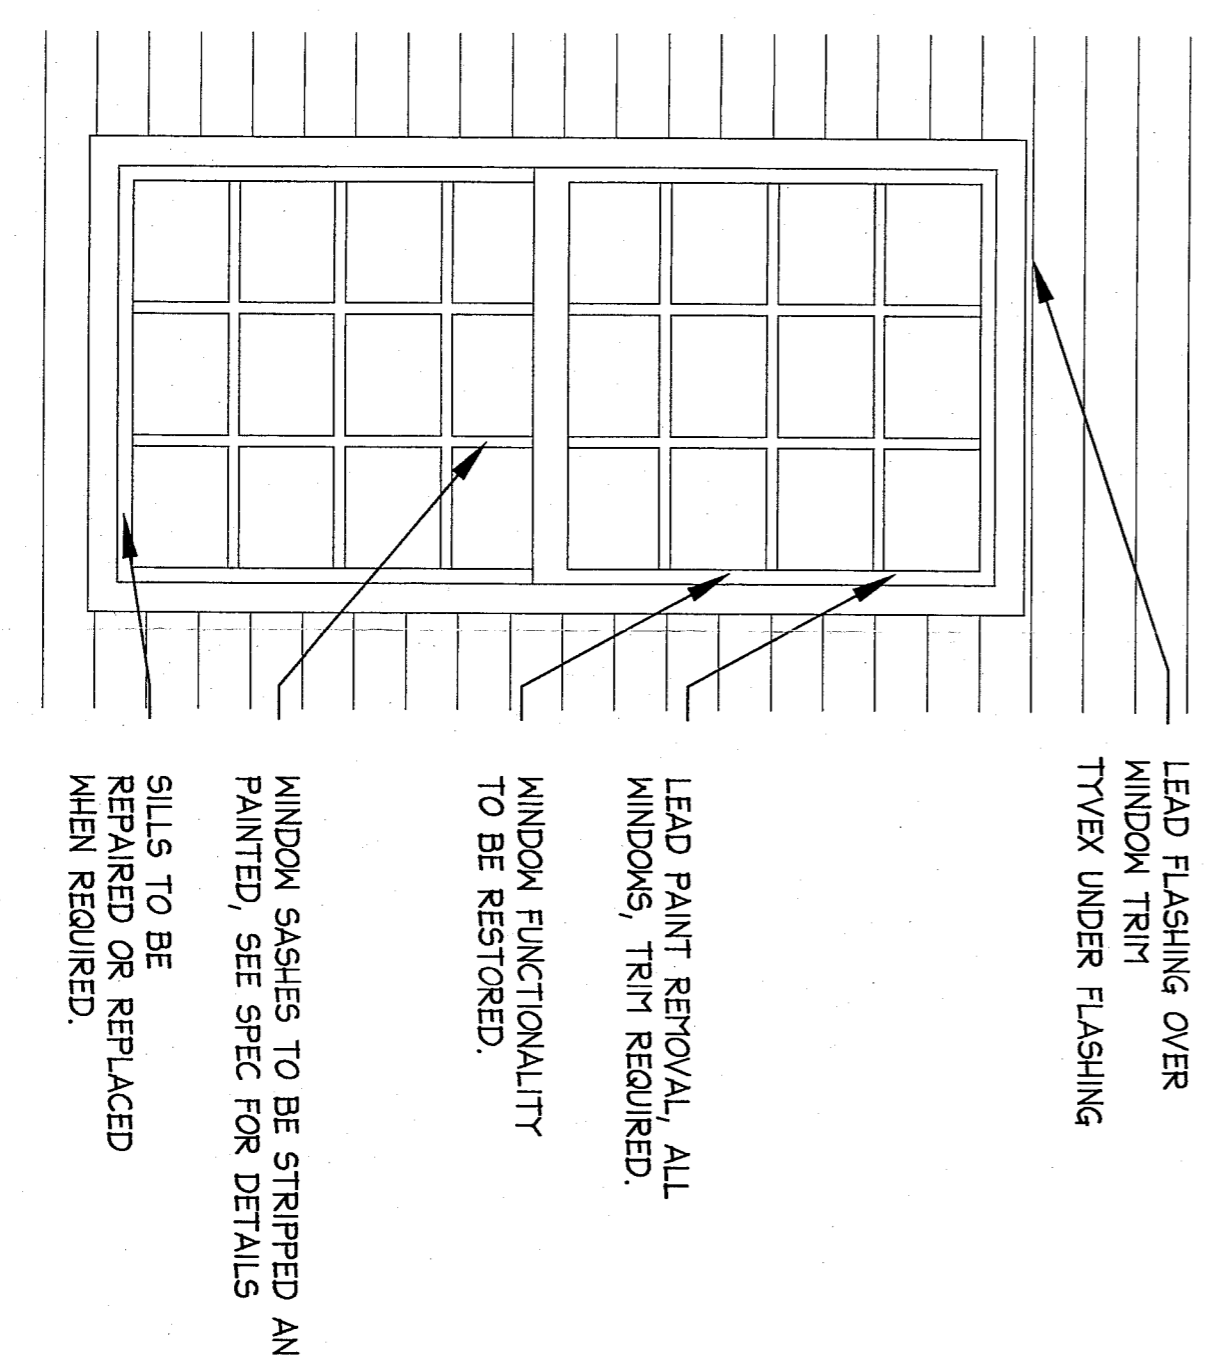 LEAD FLASHING OVER
WINDOW TRIM
TYVEX UNDER FLASHING
LEAD PAINT REMOVAL, ALL
WINDOWS, TRIM REQUIRED.
WINDOW FUNCTIONALITY
TO BE RESTORED.
WINDOW SASHES TO BE STRIPPED AN
PAINTED, SEE SPEC FOR DETAILS
SILLS TO BE
REPAIRED OR REPLACED
WHEN REQUIRED.